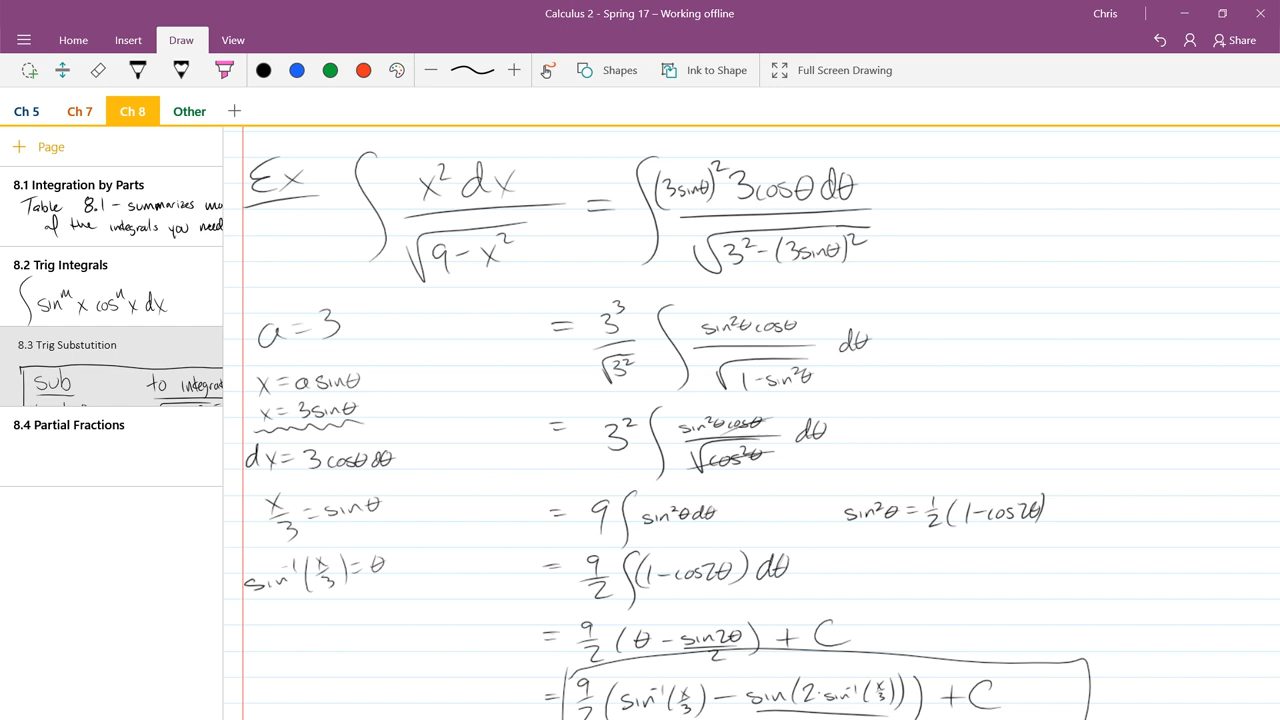 Calculus 2 - Spring 17 – Working offline
Chris
Home Insert Draw View
Share
Shapes Ink to Shape Full Screen Drawing
Ch 5 Ch 7 Ch 8 Other
Page
8.1 Integration by Parts
Table 8.1 - summarizes mo
of the integrals you need
8.2 Trig Integrals
∫ sin^m x cos^n x dx
8.3 Trig Substutition
sub to integrat
8.4 Partial Fractions
Ex ∫ x² dx / √(9 - x²) = ∫ (3sinθ)² 3cosθ dθ / √(3² - (3sinθ)²)
a = 3
= 3³/√3² ∫ sin²θ cosθ / √(1-sin²θ) dθ
x = a sinθ
x = 3sinθ
= 3² ∫ sin²θ cosθ / √cos²θ dθ
dx = 3 cosθ dθ
x/3 = sinθ
= 9 ∫ sin²θ dθ
sin²θ = 1/2 (1-cos2θ)
sin⁻¹(x/3) = θ
= 9/2 ∫ (1-cos2θ) dθ
= 9/2 (θ - sin2θ/2) + C
= 9/2 (sin⁻¹(x/3) - sin(2·sin⁻¹(x/3))) + C